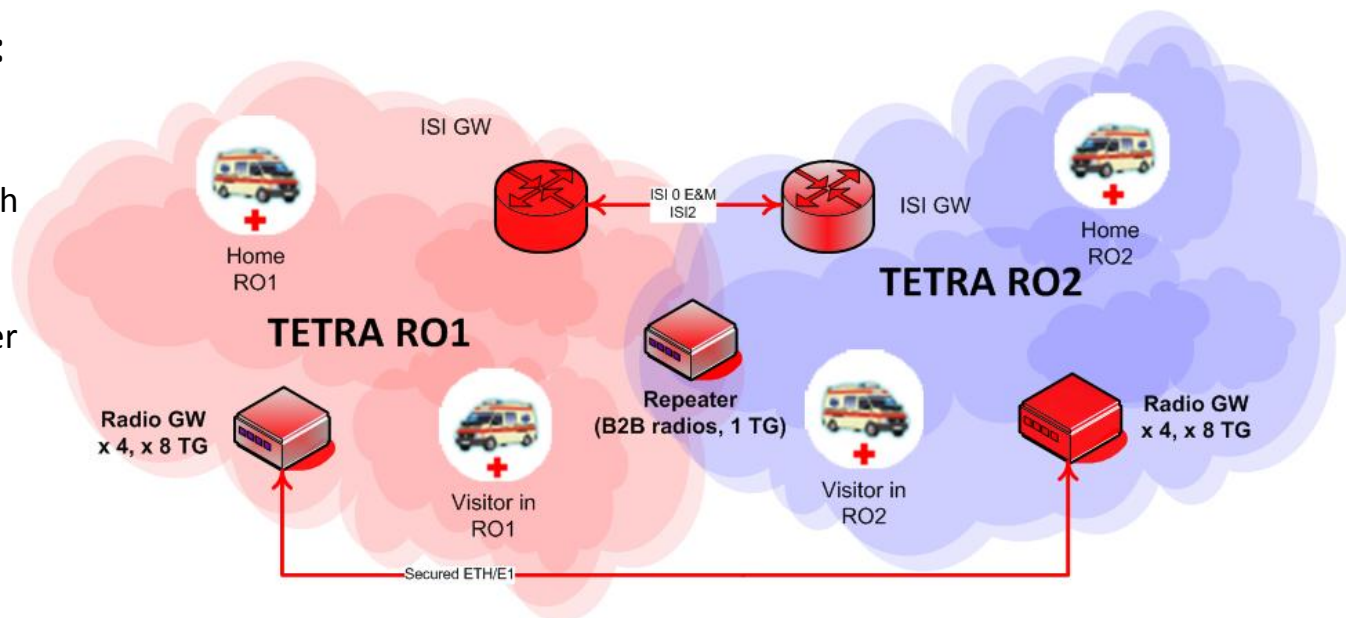 :
h
er
ISI GW
ISI 0 E&M
ISI2
ISI GW
Home
RO1
Home
RO2
TETRA RO1
TETRA RO2
Repeater
(B2B radios, 1 TG)
Radio GW
x 4, x 8 TG
Radio GW
x 4, x 8 TG
Visitor in
RO1
Visitor in
RO2
Secured ETH/E1